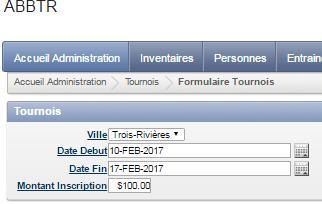 ABBTR
Accueil Administration Inventaires Personnes Entrain
Accueil Administration Tournois Formulaire Tournois
Tournois
Ville Trois-Rivières
Date Debut 10-FEB-2017
Date Fin 17-FEB-2017
Montant Inscription $100.00